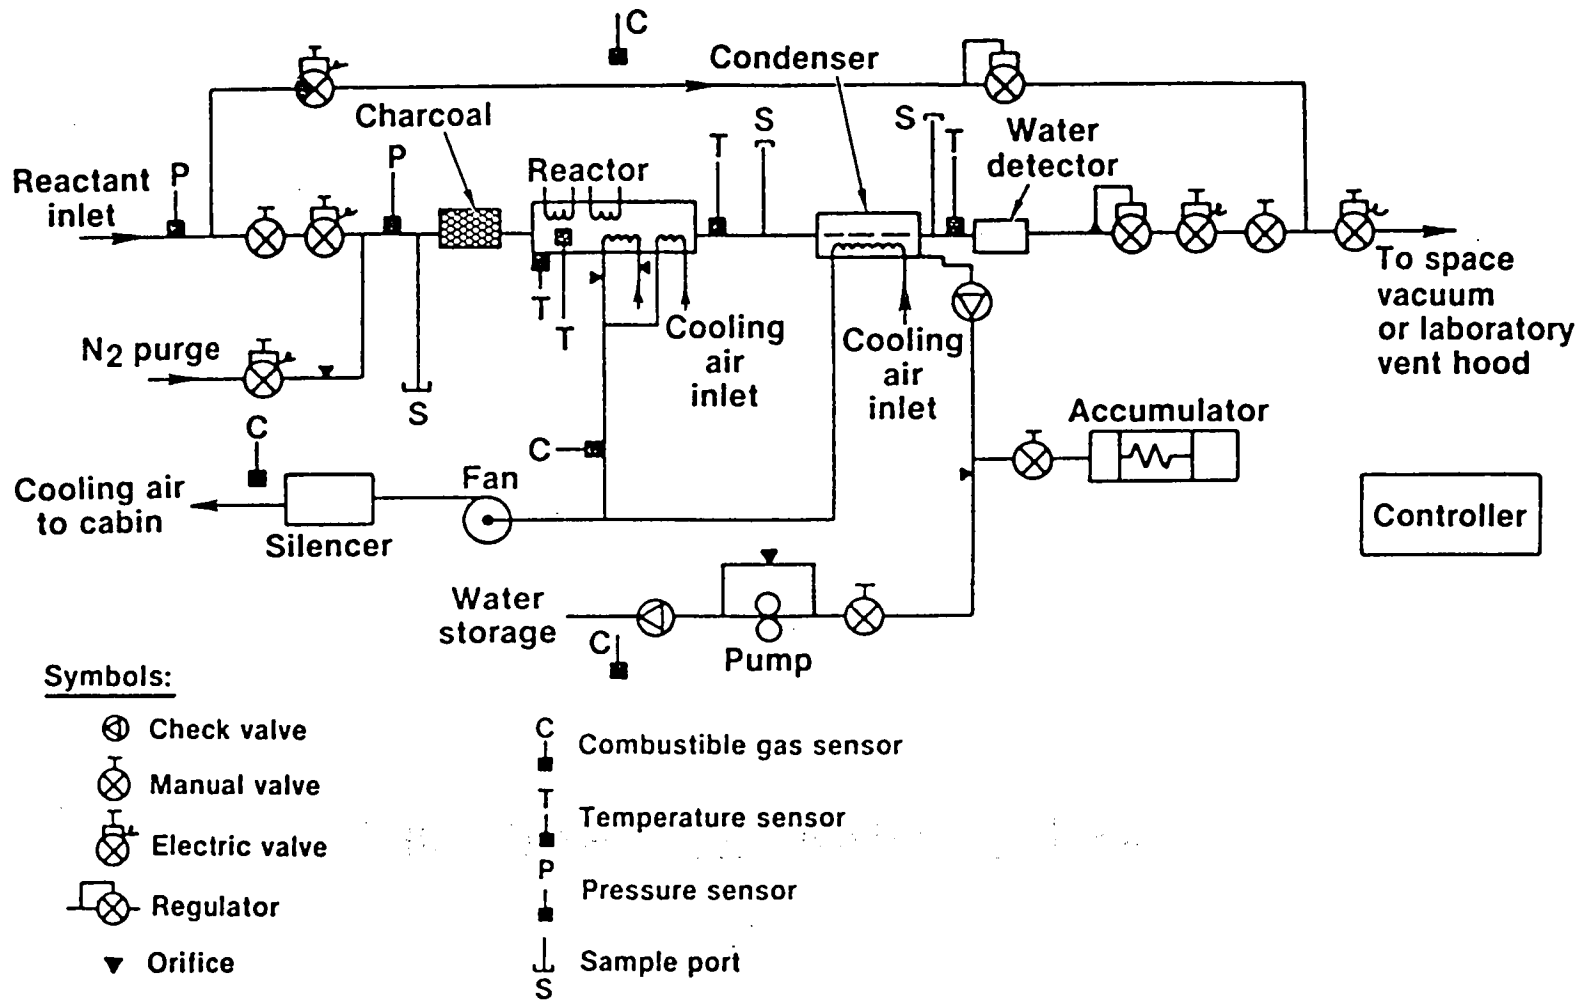 C
Condenser
Charcoal
S
S
T
T
Water
detector
P
P
Reactor
Reactant
inlet
To space
vacuum
or laboratory
vent hood
T
T
Cooling
air
inlet
Cooling
air
inlet
N2 purge
S
C
Accumulator
C
Cooling air
to cabin
Fan
Controller
Silencer
Water
storage
C
Pump
Symbols:
Check valve
Manual valve
Electric valve
Regulator
Orifice
C
Combustible gas sensor
T
Temperature sensor
P
Pressure sensor
Sample port
S